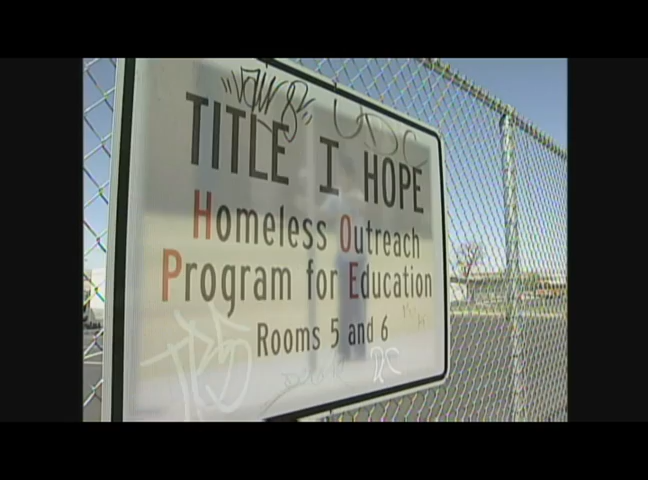 TITLE I HOPE
Homeless Outreach
Program for Education
Rooms 5 and 6